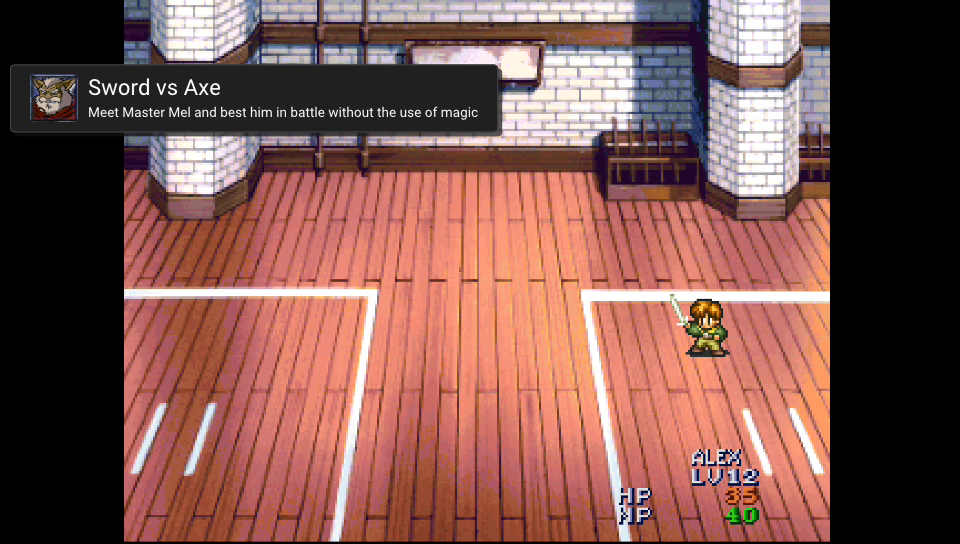 Sword vs Axe
Meet Master Mel and best him in battle without the use of magic
ALEX
LV12
HP 35
MP 40